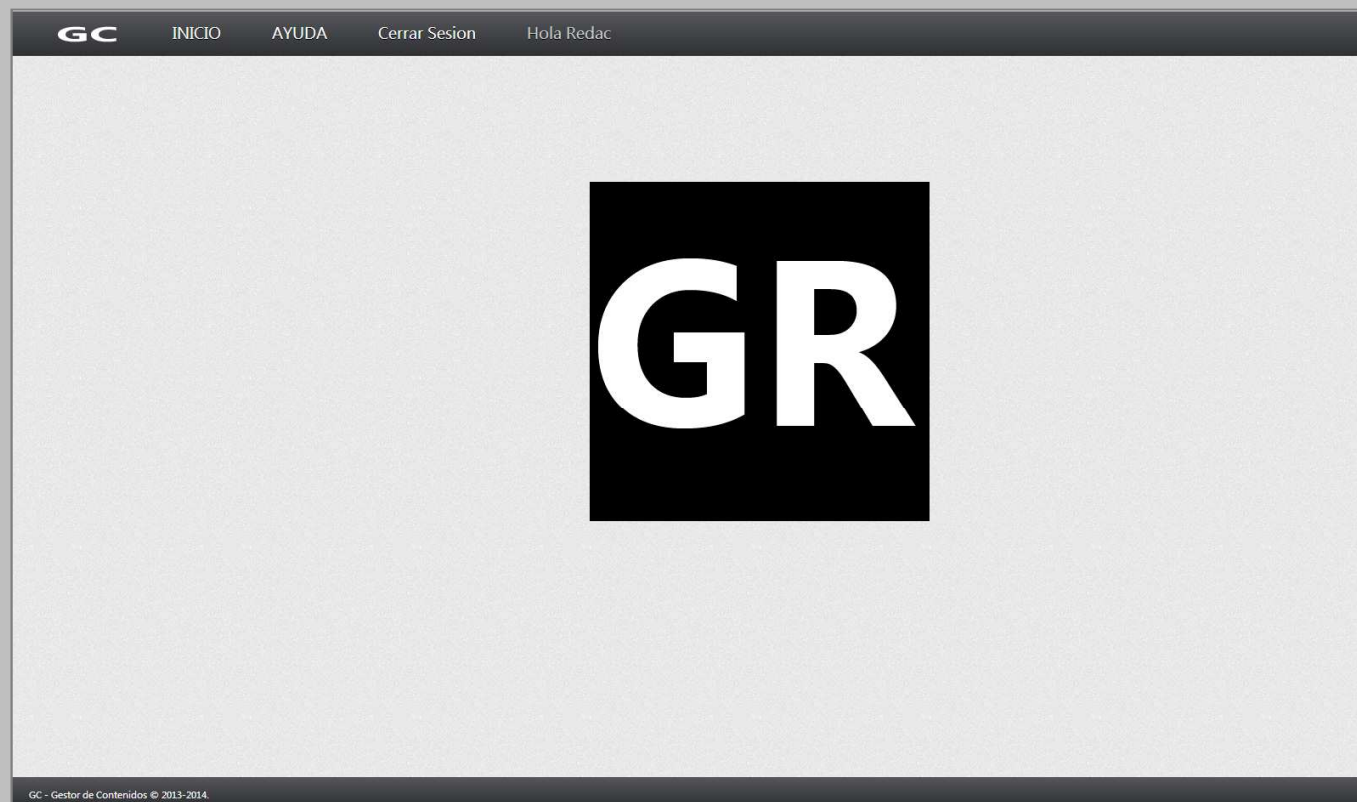 GC INICIO AYUDA Cerrar Sesion Hola Redac
GR
GC - Gestor de Contenidos © 2013-2014.